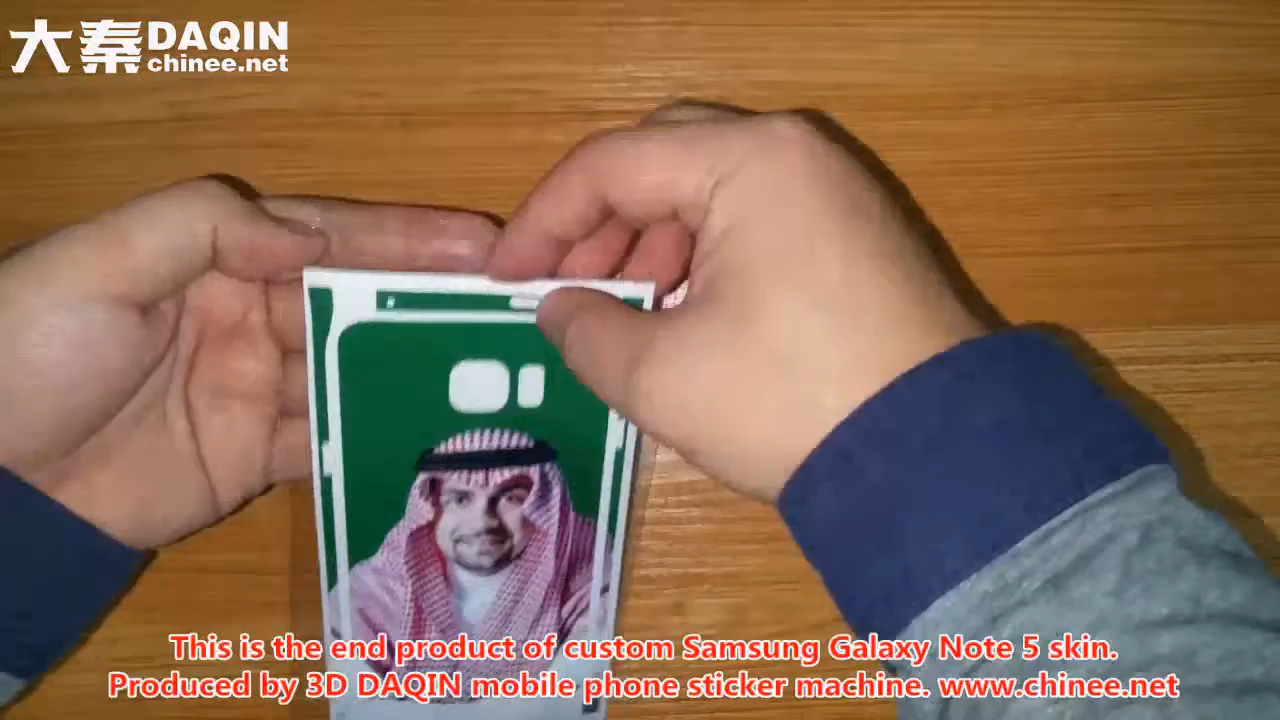 大秦 DAQIN
chinee.net
This is the end product of custom Samsung Galaxy Note 5 skin.
Produced by 3D DAQIN mobile phone sticker machine. www.chinee.net